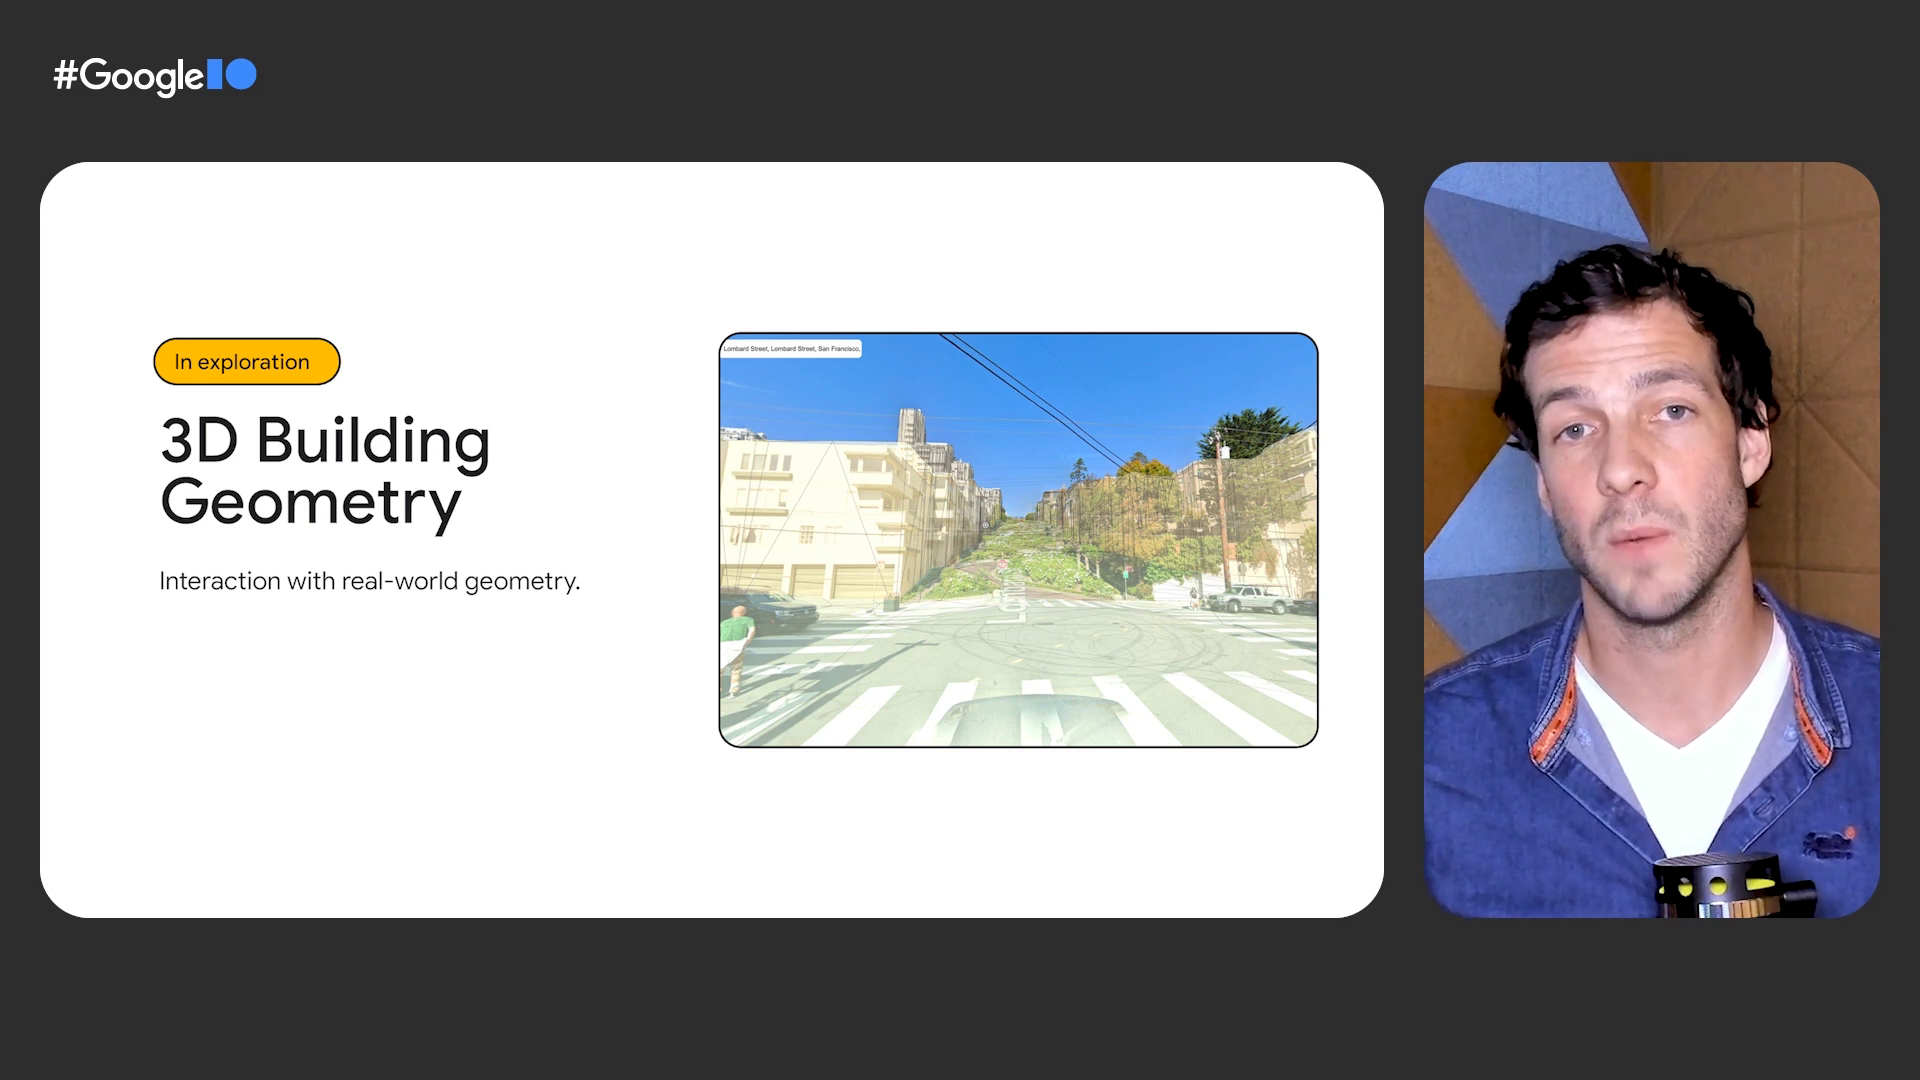 #GoogleIO
In exploration
3D Building
Geometry
Interaction with real-world geometry.
Lombard Street, Lombard Street, San Francisco,